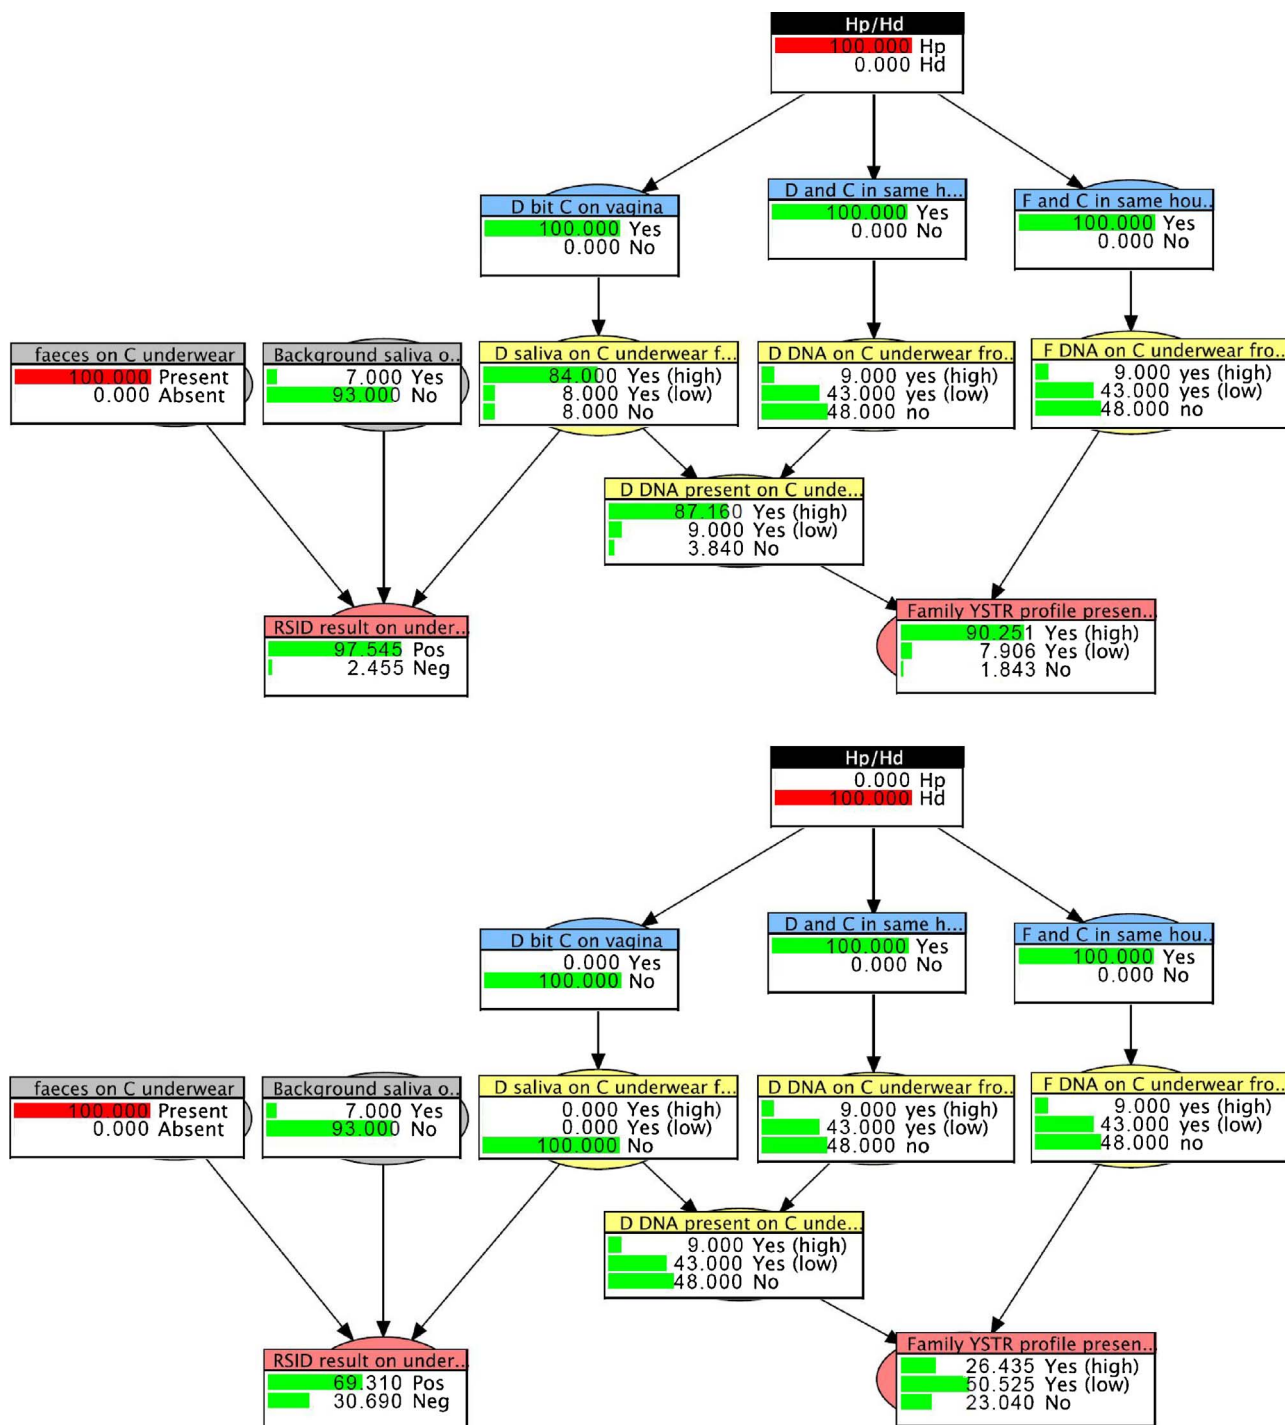 Hp/Hd
100.000 Hp
0.000 Hd
D bit C on vagina
100.000 Yes
0.000 No
D and C in same h...
100.000 Yes
0.000 No
F and C in same hou..
100.000 Yes
0.000 No
faeces on C underwear
100.000 Present
0.000 Absent
Background saliva o..
7.000 Yes
93.000 No
D saliva on C underwear f...
84.000 Yes (high)
8.000 Yes (low)
8.000 No
D DNA on C underwear fro...
9.000 yes (high)
43.000 yes (low)
48.000 no
F DNA on C underwear fro..
9.000 yes (high)
43.000 yes (low)
48.000 no
D DNA present on C unde...
87.160 Yes (high)
9.000 Yes (low)
3.840 No
RSID result on under...
97.545 Pos
2.455 Neg
Family YSTR profile presen...
90.251 Yes (high)
7.906 Yes (low)
1.843 No
Hp/Hd
0.000 Hp
100.000 Hd
D bit C on vagina
0.000 Yes
100.000 No
D and C in same h...
100.000 Yes
0.000 No
F and C in same hou..
100.000 Yes
0.000 No
faeces on C underwear
100.000 Present
0.000 Absent
Background saliva o..
7.000 Yes
93.000 No
D saliva on C underwear f...
0.000 Yes (high)
0.000 Yes (low)
100.000 No
D DNA on C underwear fro...
9.000 yes (high)
43.000 yes (low)
48.000 no
F DNA on C underwear fro..
9.000 yes (high)
43.000 yes (low)
48.000 no
D DNA present on C unde...
9.000 Yes (high)
43.000 Yes (low)
48.000 No
RSID result on under...
69.310 Pos
30.690 Neg
Family YSTR profile presen...
26.435 Yes (high)
50.525 Yes (low)
23.040 No